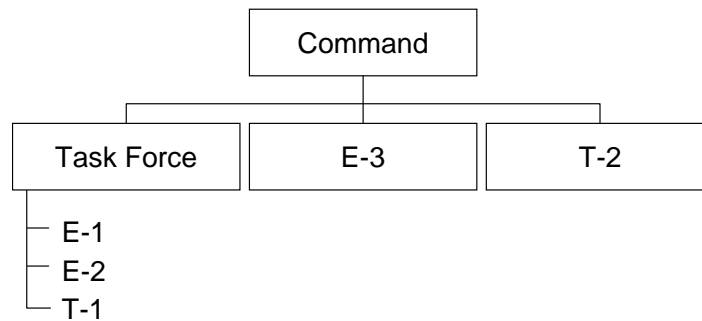 Command
Task Force
E-3
T-2
E-1
E-2
T-1